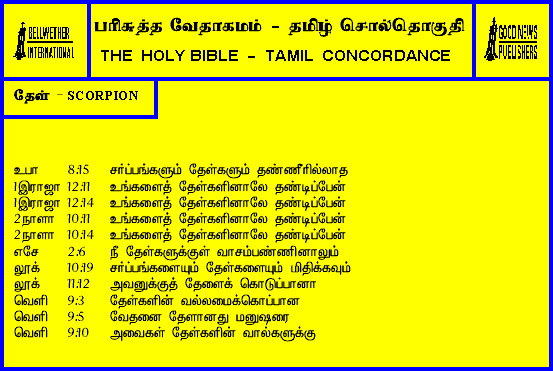 BELLWETHER
INTERNATIONAL
பரிசுத்த வேதாகமம் – தமிழ் சொல்தொகுதி
THE HOLY BIBLE – TAMIL CONCORDANCE
GOOD NEWS
PUBLISHERS
தேள் – SCORPION
உபா 8:15 சர்ப்பங்களும் தேள்களும் தண்ணீரில்லாத
1இராஜா 12:11 உங்களைத் தேள்களினாலே தண்டிப்பேன்
1இராஜா 12:14 உங்களைத் தேள்களினாலே தண்டிப்பேன்
2நாளா 10:11 உங்களைத் தேள்களினாலே தண்டிப்பேன்
2நாளா 10:14 உங்களைத் தேள்களினாலே தண்டிப்பேன்
எசே 2:6 நீ தேள்களுக்குள் வாசம்பண்ணினாலும்
லூக் 10:19 சர்ப்பங்களையும் தேள்களையும் மிதிக்கவும்
லூக் 11:12 அவனுக்குத் தேளைக் கொடுப்பானா
வெளி 9:3 தேள்களின் வல்லமைக்கொப்பான
வெளி 9:5 வேதனை தேளானது மனுஷரை
வெளி 9:10 அவைகள் தேள்களின் வால்களுக்கு